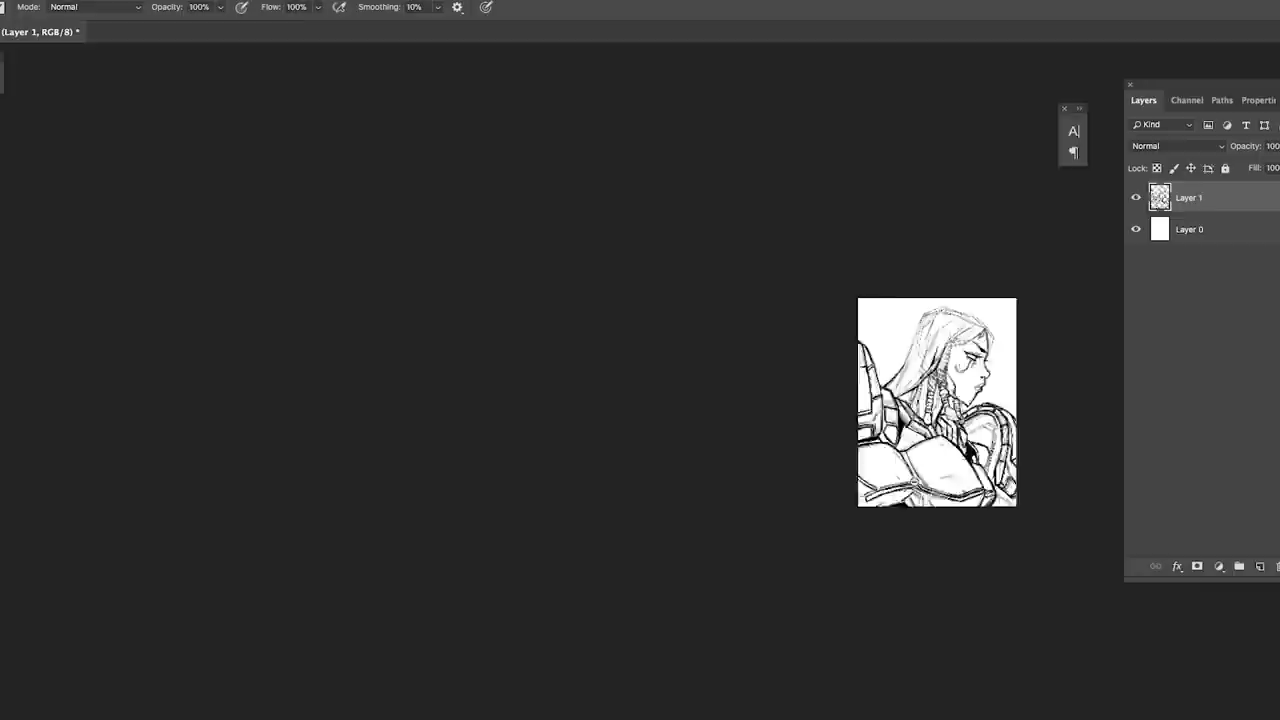 Mode: Normal Opacity: 100% Flow: 100% Smoothing: 10%
(Layer 1, RGB/8) *
Layers Channel Paths Properti
A
Kind T
Normal Opacity: 100
Lock: Fill: 100
Layer 1
Layer 0
fx